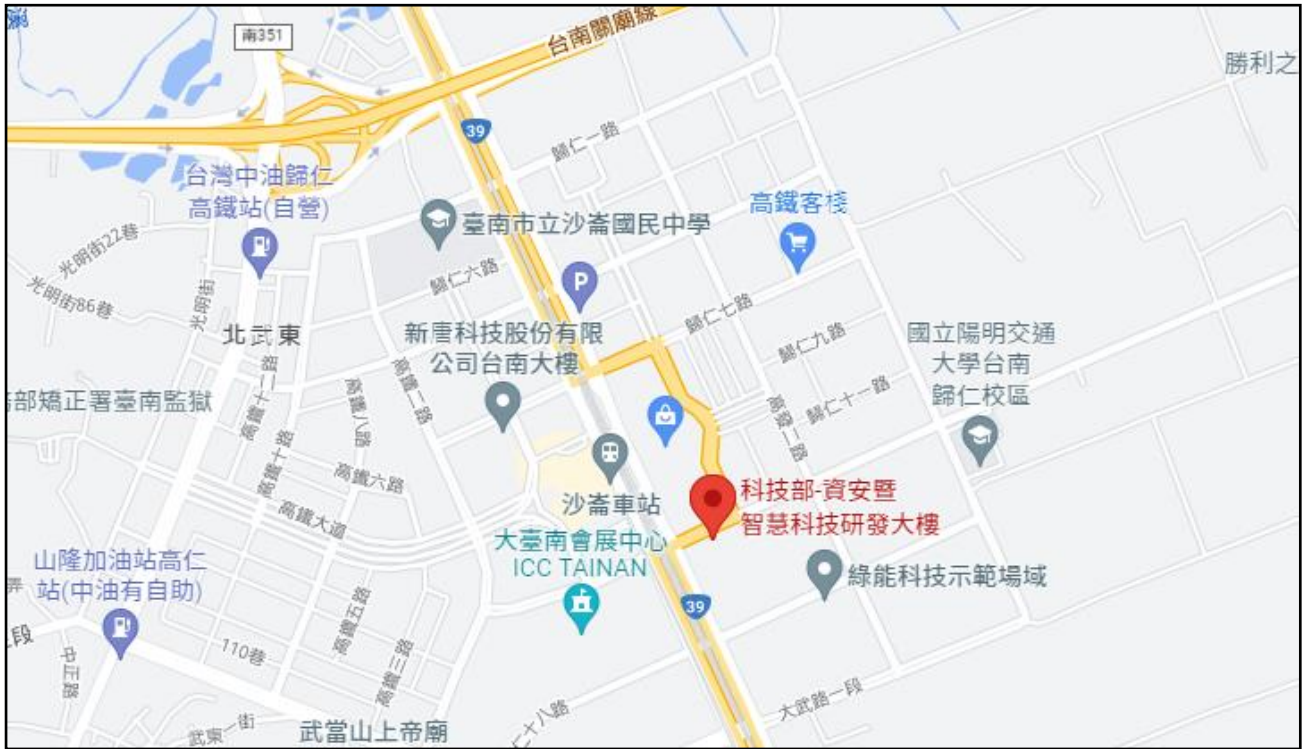 南351
台南關廟線
勝利之
39
歸仁一路
台灣中油歸仁
高鐵站(自營)
臺南市立沙崙國民中學
高鐵客棧
光明街22巷
光明街86巷
光明街
歸仁六路
P
歸仁七路
北武東
新唐科技股份有限
公司台南大樓
歸仁九路
國立陽明交通
大學台南
歸仁校區
部矯正署臺南監獄
高鐵十二路
高鐵八路
高鐵二路
高發二路
歸仁十一路
高鐵十路
高鐵六路
沙崙車站
科技部-資安暨
智慧科技研發大樓
高鐵大道
大臺南會展中心
ICC TAINAN
山隆加油站高仁
站(中油有自助)
綠能科技示範場域
弄
段
39
高鐵五路
110巷
中正路
高鐵三路
大武路一段
武東一街
武當山上帝廟
仁十八路